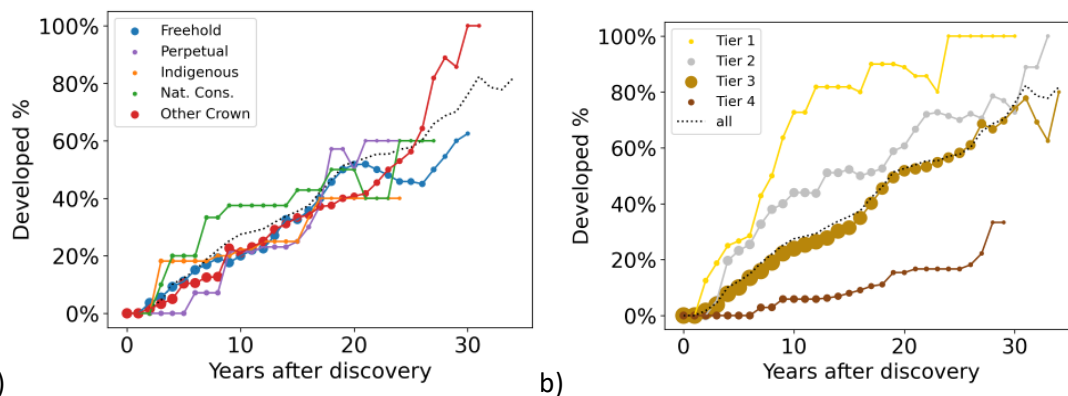 100%
80%
60%
40%
20%
0%
Developed %
Freehold
Perpetual
Indigenous
Nat. Cons.
Other Crown
0 10 20 30
Years after discovery
)
100%
80%
60%
40%
20%
0%
Developed %
Tier 1
Tier 2
Tier 3
Tier 4
all
0 10 20 30
Years after discovery
b)